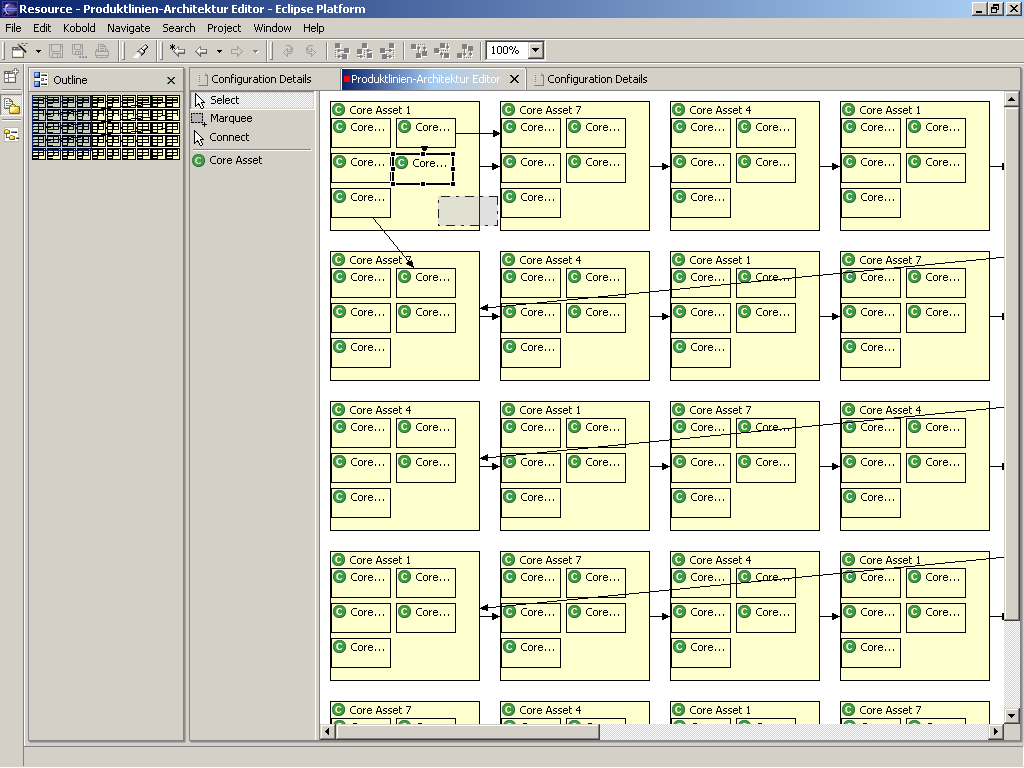 Resource - Produktlinien-Architektur Editor - Eclipse Platform
File Edit Kobold Navigate Search Project Window Help
100%
Outline
Configuration Details Produktlinien-Architektur Editor Configuration Details
Select
Marquee
Connect
Core Asset
Core Asset 1 Core Asset 7 Core Asset 4 Core Asset 1
C Core... C Core... C Core... C Core... C Core... C Core... C Core... C Core...
C Core... C Core... C Core... C Core... C Core... C Core... C Core... C Core...
C Core... C Core... C Core... C Core...
Core Asset 7 Core Asset 4 Core Asset 1 Core Asset 7
C Core... C Core... C Core... C Core... C Core... C Core... C Core... C Core...
C Core... C Core... C Core... C Core... C Core... C Core... C Core... C Core...
C Core... C Core... C Core... C Core...
Core Asset 4 Core Asset 1 Core Asset 7 Core Asset 4
C Core... C Core... C Core... C Core... C Core... C Core... C Core... C Core...
C Core... C Core... C Core... C Core... C Core... C Core... C Core... C Core...
C Core... C Core... C Core... C Core...
Core Asset 1 Core Asset 7 Core Asset 4 Core Asset 1
C Core... C Core... C Core... C Core... C Core... C Core... C Core... C Core...
C Core... C Core... C Core... C Core... C Core... C Core... C Core... C Core...
C Core... C Core... C Core... C Core...
Core Asset 7 Core Asset 4 Core Asset 1 Core Asset 7